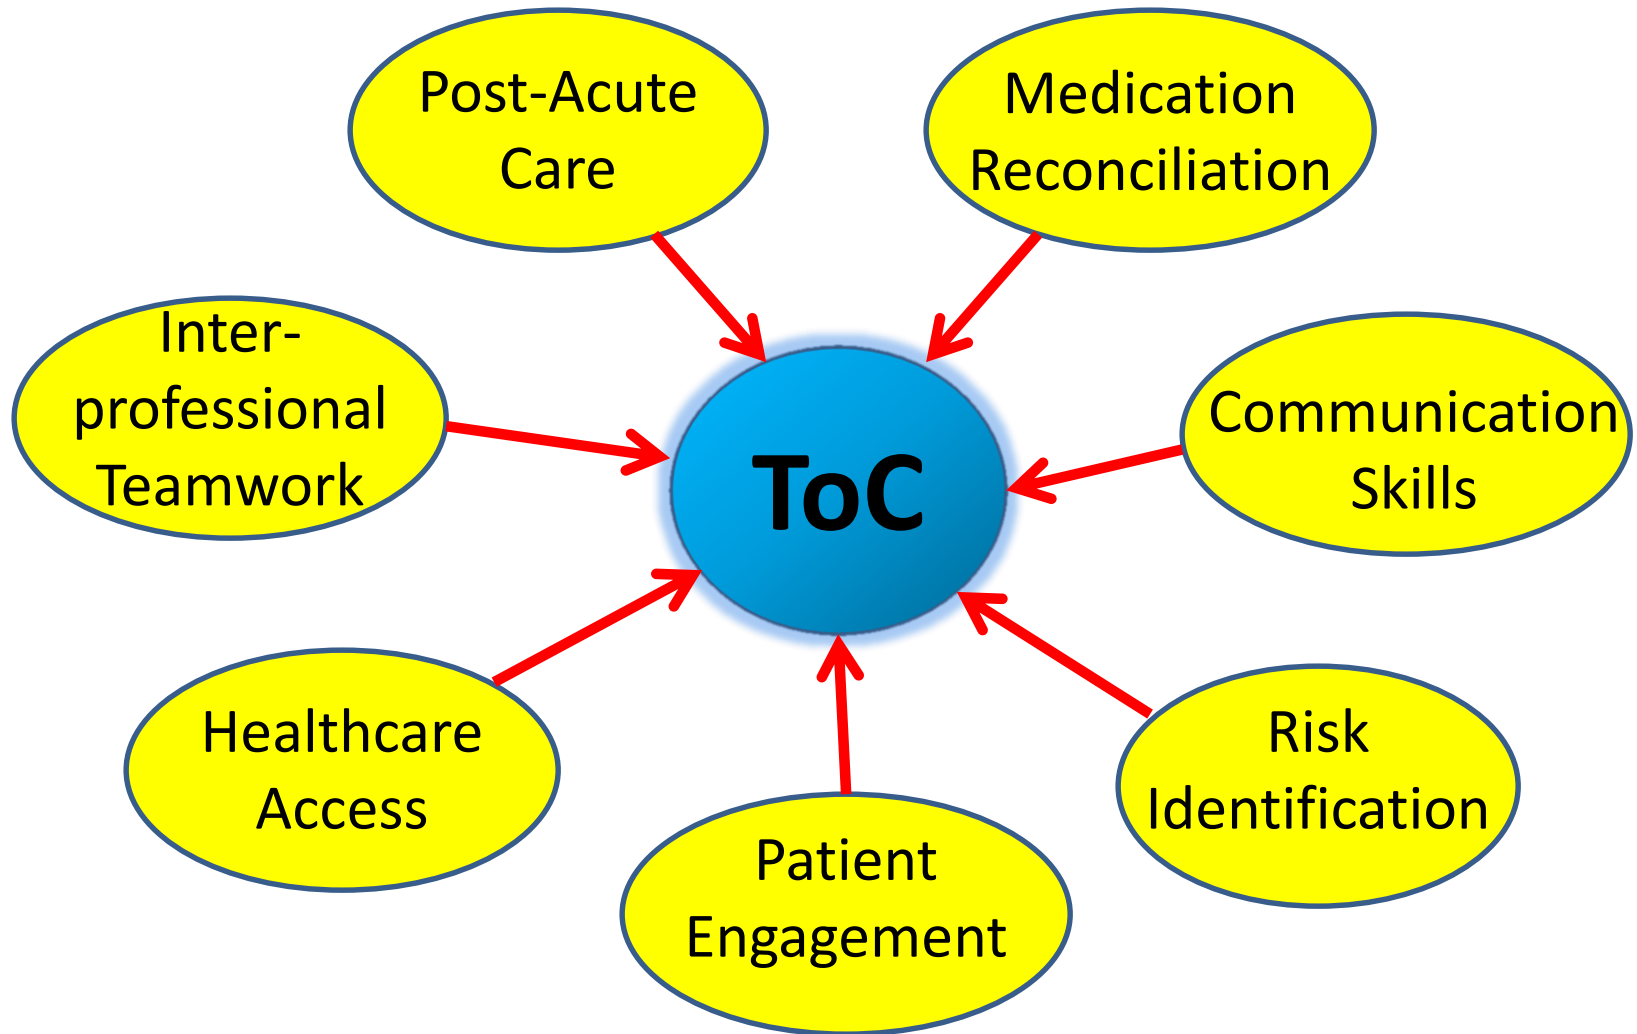 Post-Acute
Care
Medication
Reconciliation
Inter-
professional
Teamwork
Communication
Skills
ToC
Healthcare
Access
Risk
Identification
Patient
Engagement